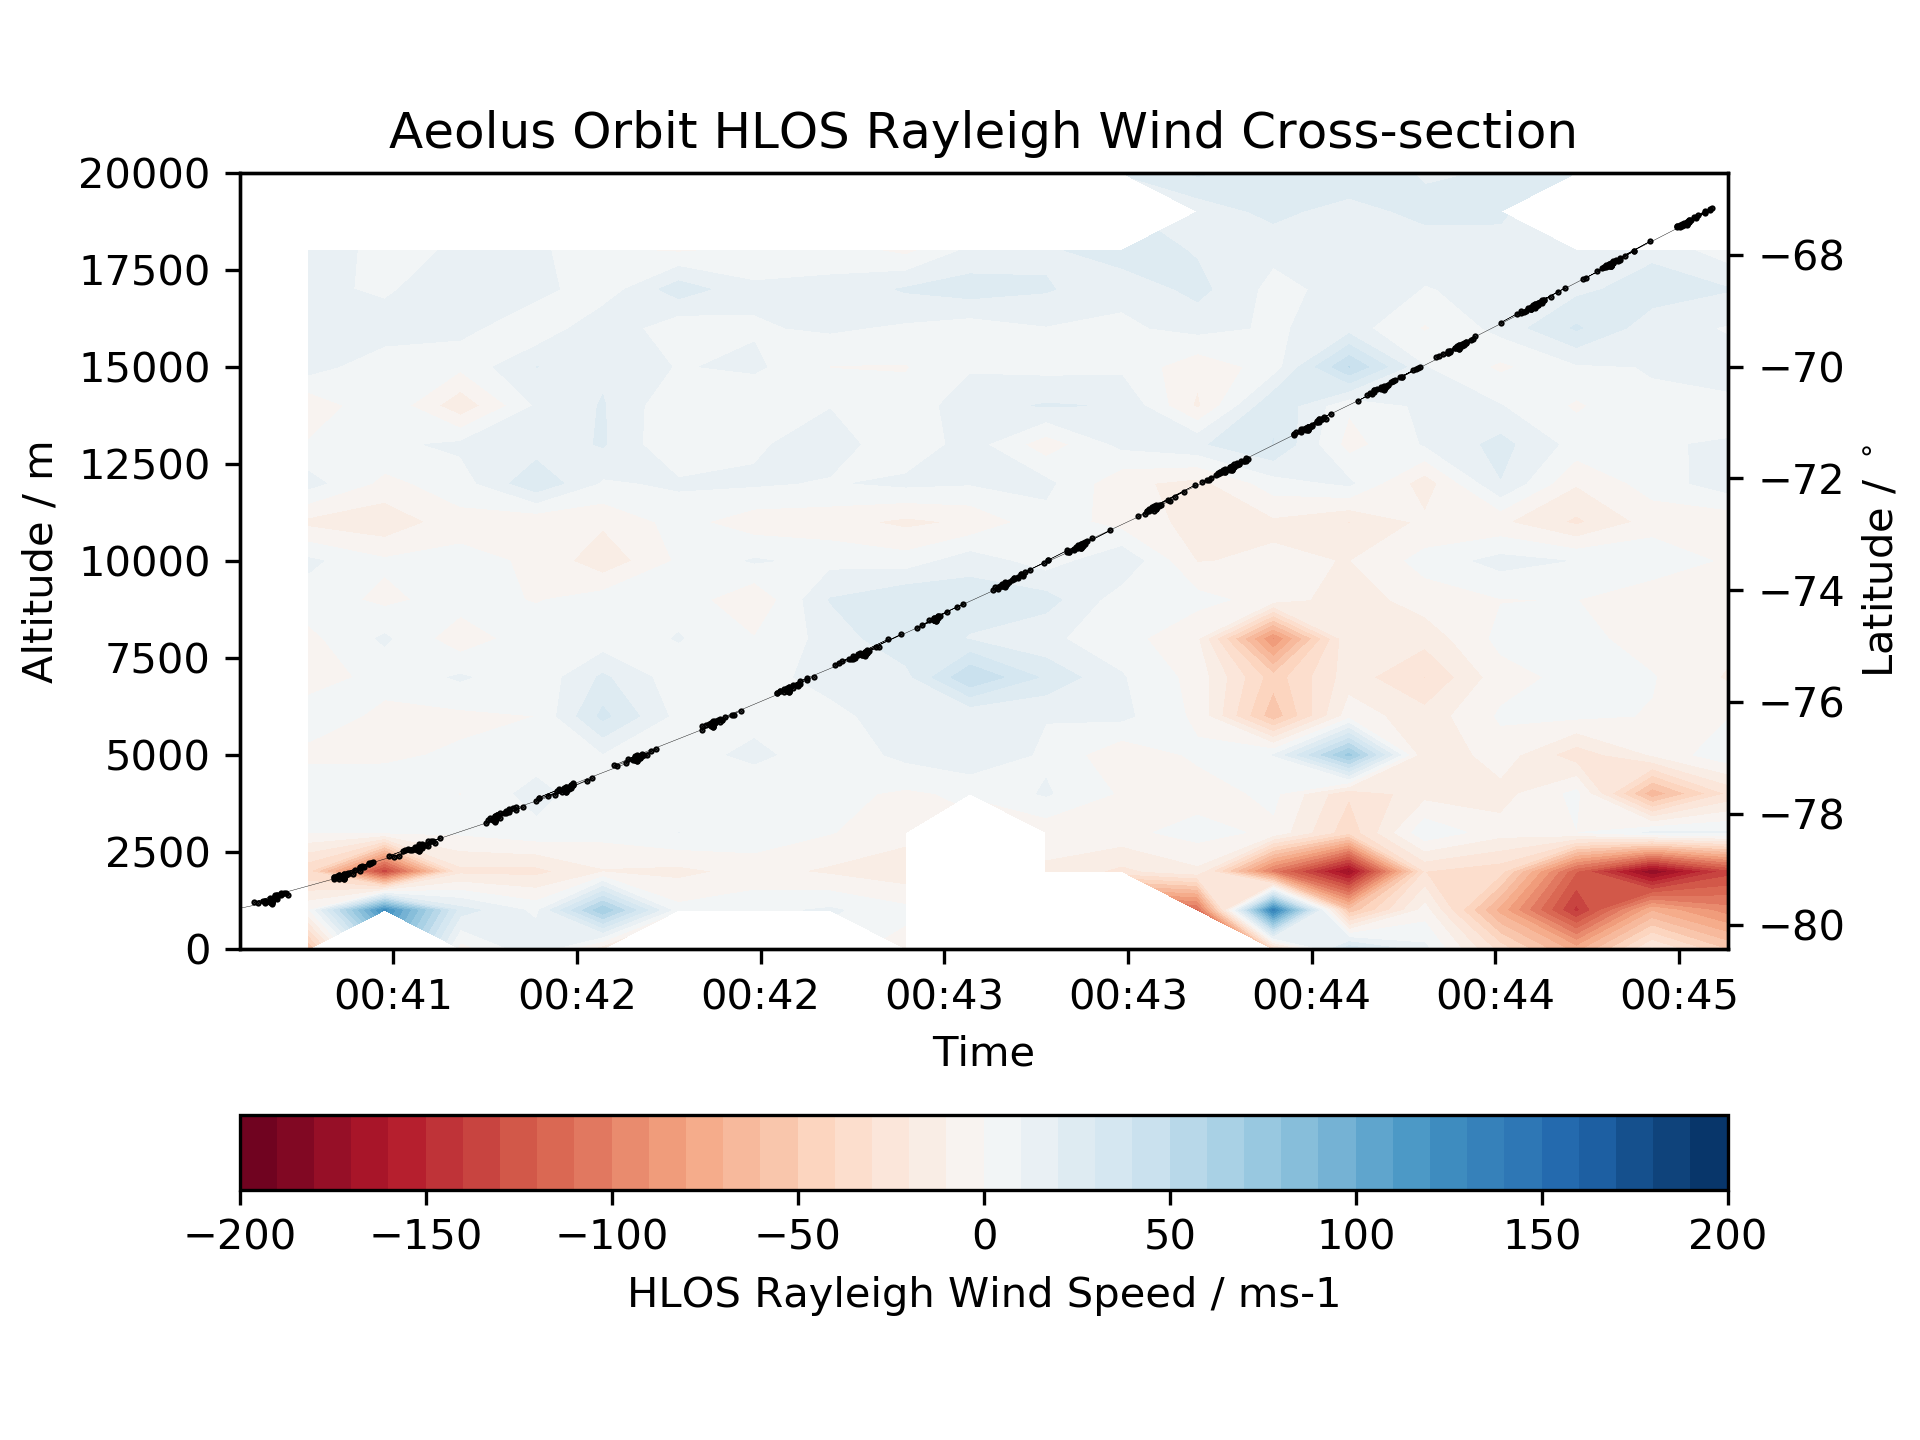 Aeolus Orbit HLOS Rayleigh Wind Cross-section
20000
17500
15000
12500
10000
7500
5000
2500
0
Altitude / m
−68
−70
−72
−74
−76
−78
−80
Latitude / °
00:41 00:42 00:42 00:43 00:43 00:44 00:44 00:45
Time
−200 −150 −100 −50 0 50 100 150 200
HLOS Rayleigh Wind Speed / ms-1